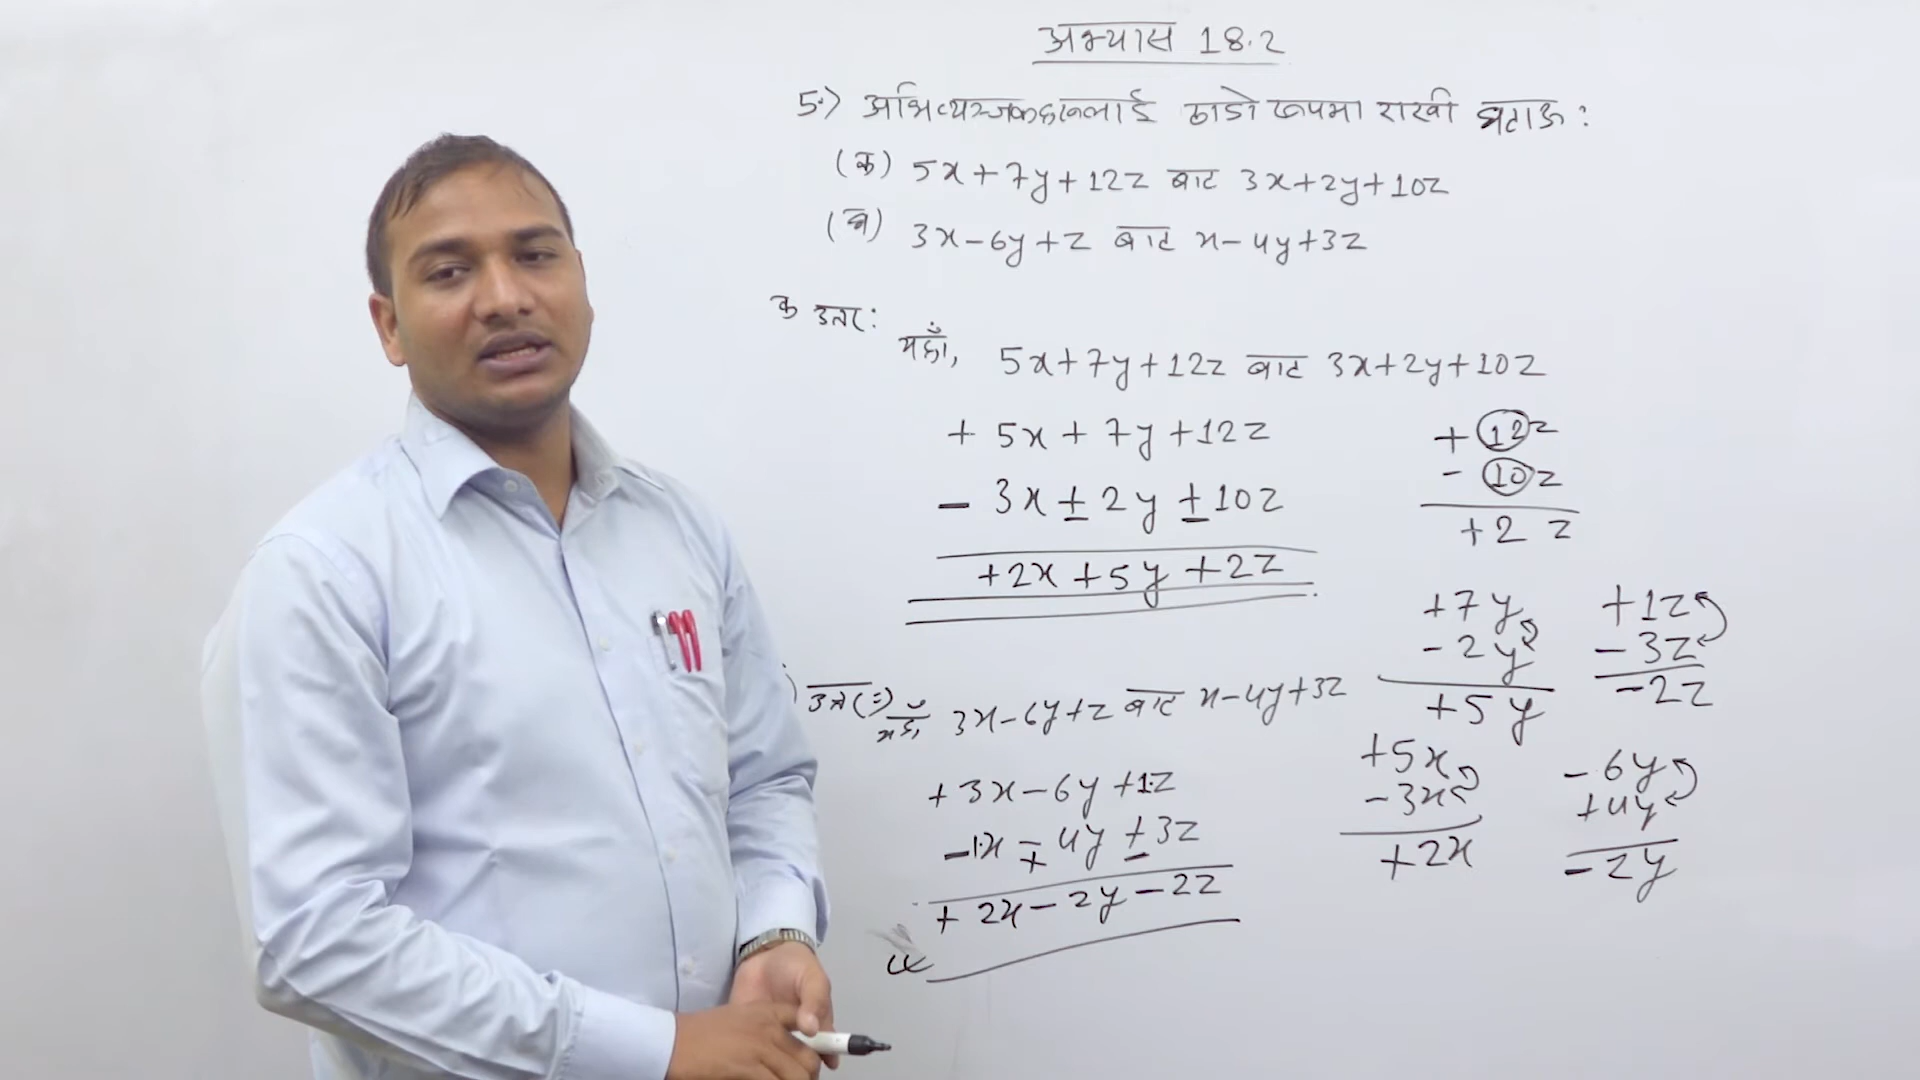 अभ्यास 18.2
5.) अभिव्यञ्जकहरूलाई ठाडो रूपमा राखी घटाऊ:
(क) 5x+7y+12z बाट 3x+2y+10z
(ख) 3x-6y+z बाट x-4y+3z
क उत्तर:
यहाँ, 5x+7y+12z बाट 3x+2y+10z
+ 5x + 7y +12z
- 3x ± 2y ± 10z
+2x +5y +2z
+ 12z
- 10z
+2 z
+7y
- 2y
+5y
+1z
- 3z
-2z
) उत्तर:) यहाँ, 3x-6y+z बाट x-4y+3z
+3x-6y+1z
-1x ∓ 4y ± 3z
+ 2x - 2y - 2z
+5x
-3x
+2x
- 6y
+4y
-2y